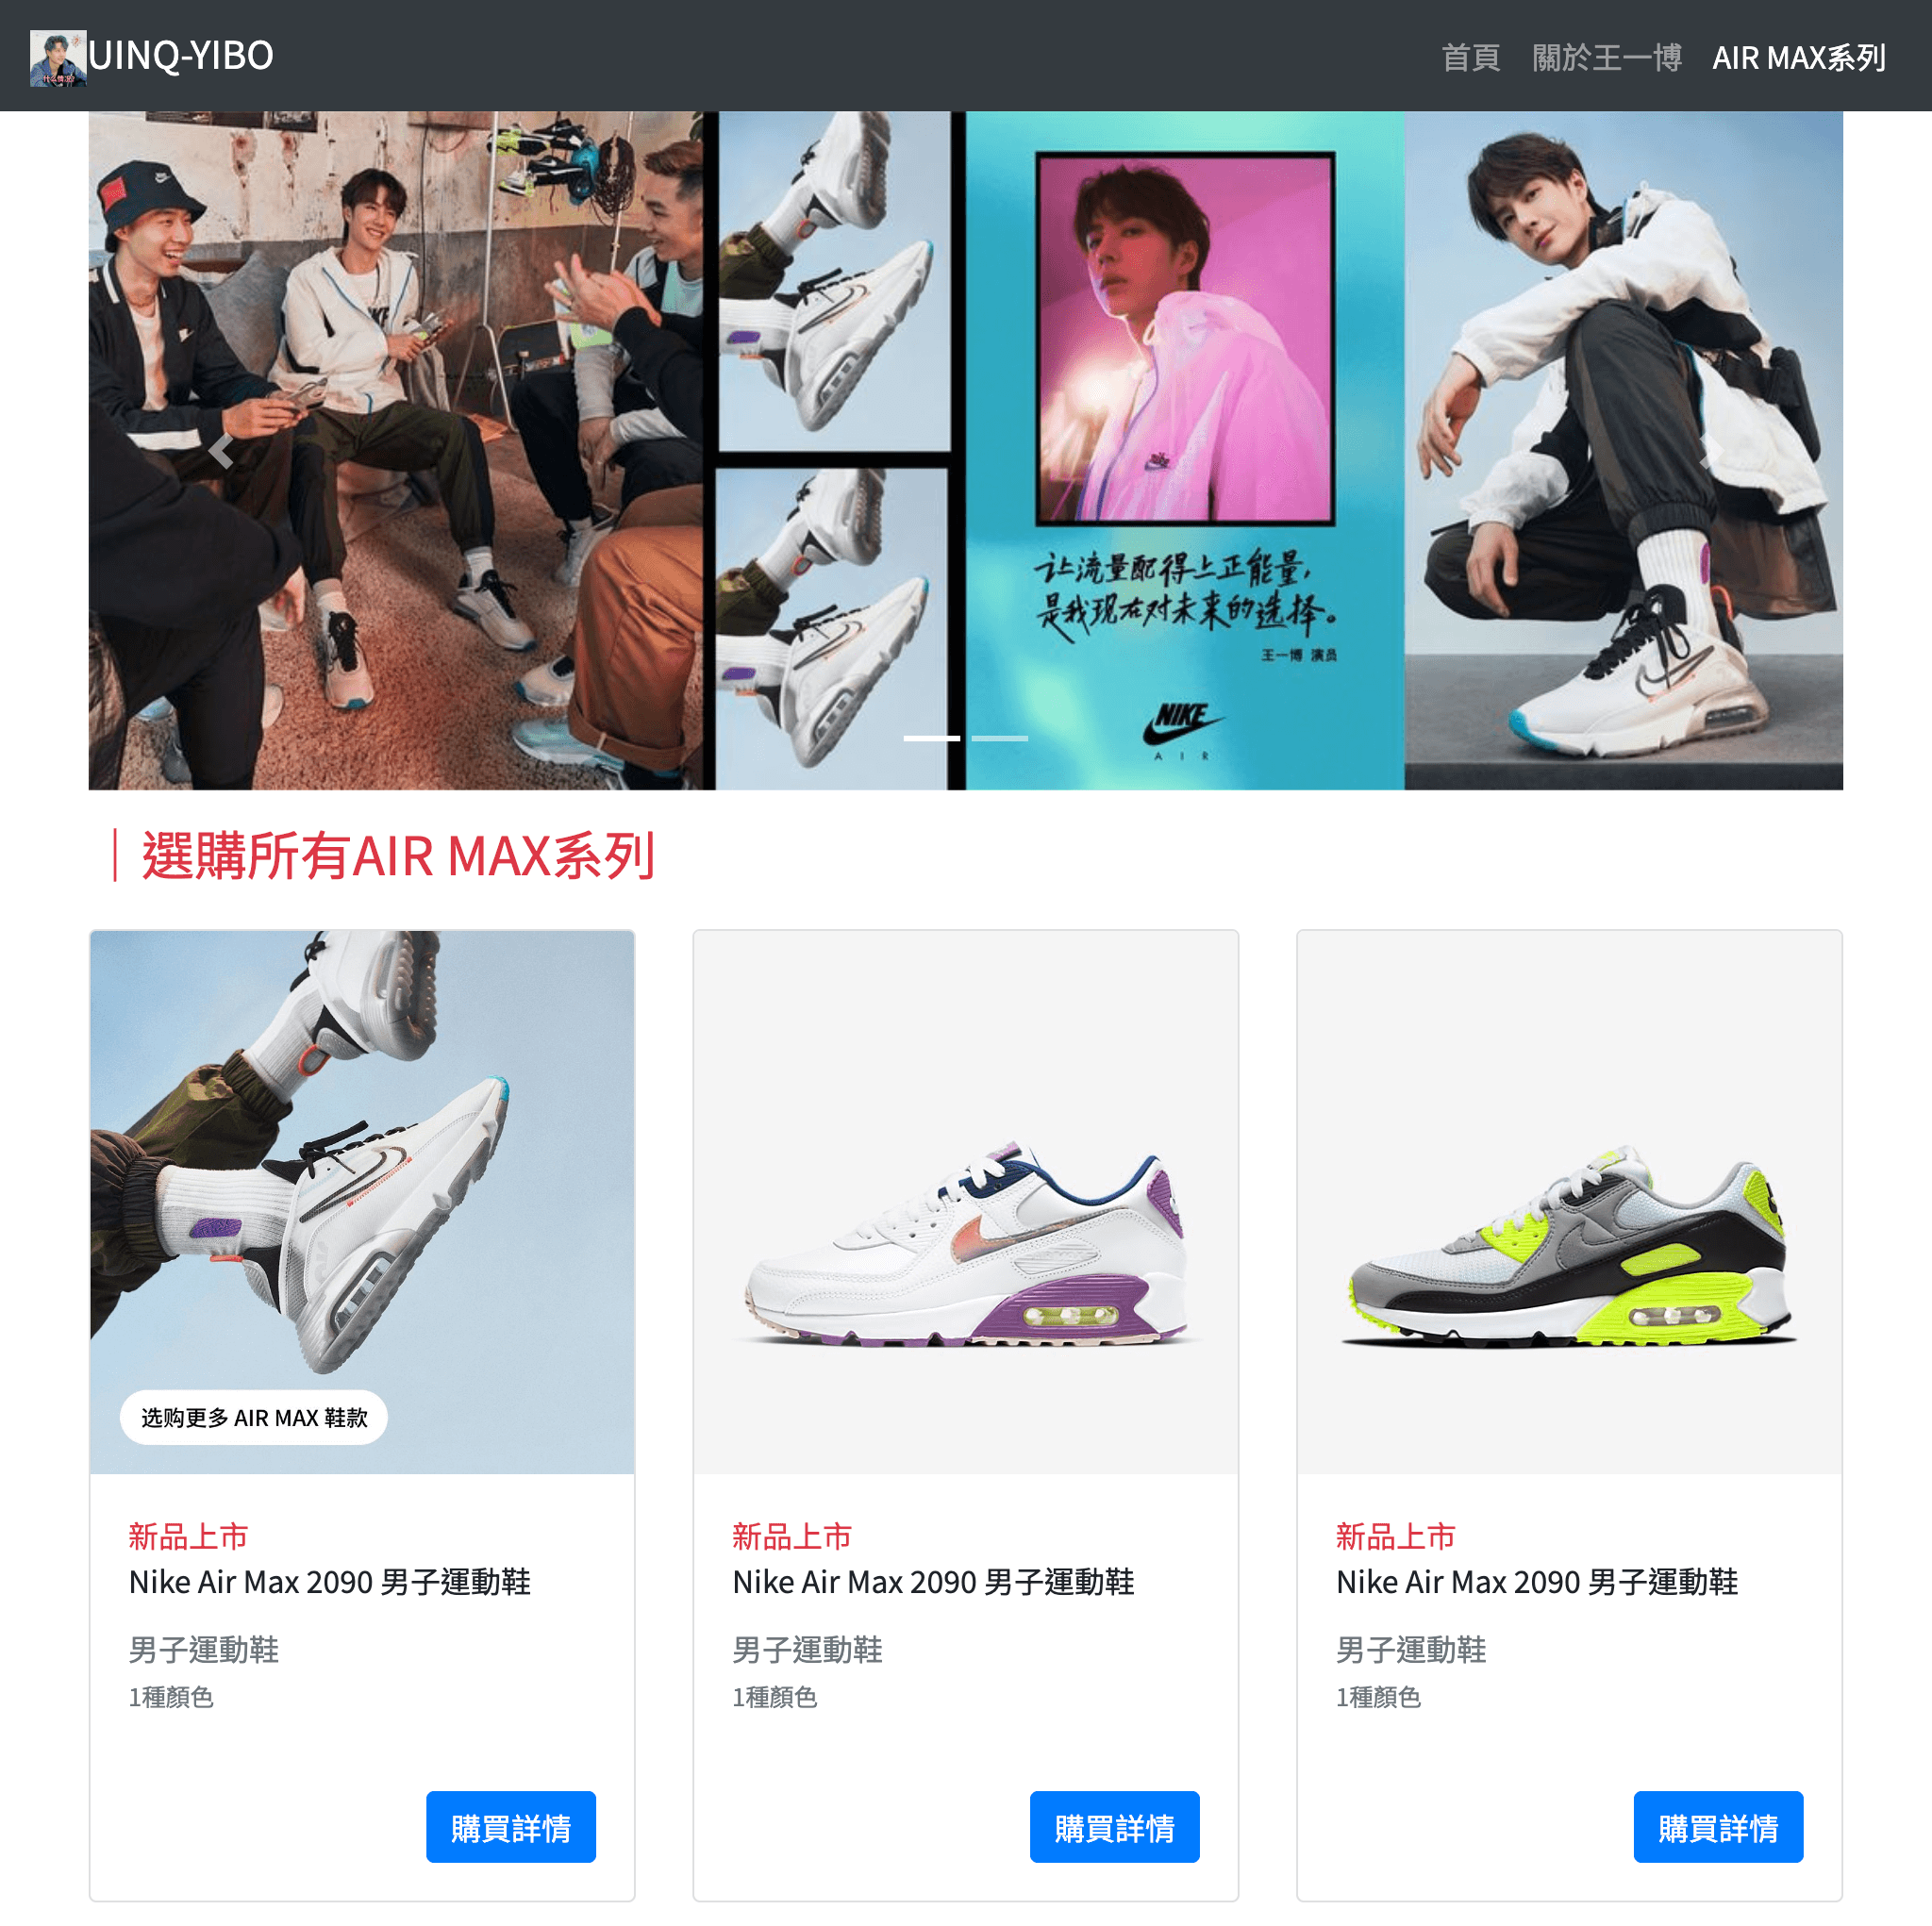 什么情况?
UINQ-YIBO
首頁 關於王一博 AIR MAX系列
让流量配得上正能量，
是我现在对未来的选择。
王一博 演员
NIKE
AIR
｜選購所有AIR MAX系列
选购更多 AIR MAX 鞋款
新品上市
Nike Air Max 2090 男子運動鞋
男子運動鞋
1種顏色
購買詳情
新品上市
Nike Air Max 2090 男子運動鞋
男子運動鞋
1種顏色
購買詳情
新品上市
Nike Air Max 2090 男子運動鞋
男子運動鞋
1種顏色
購買詳情